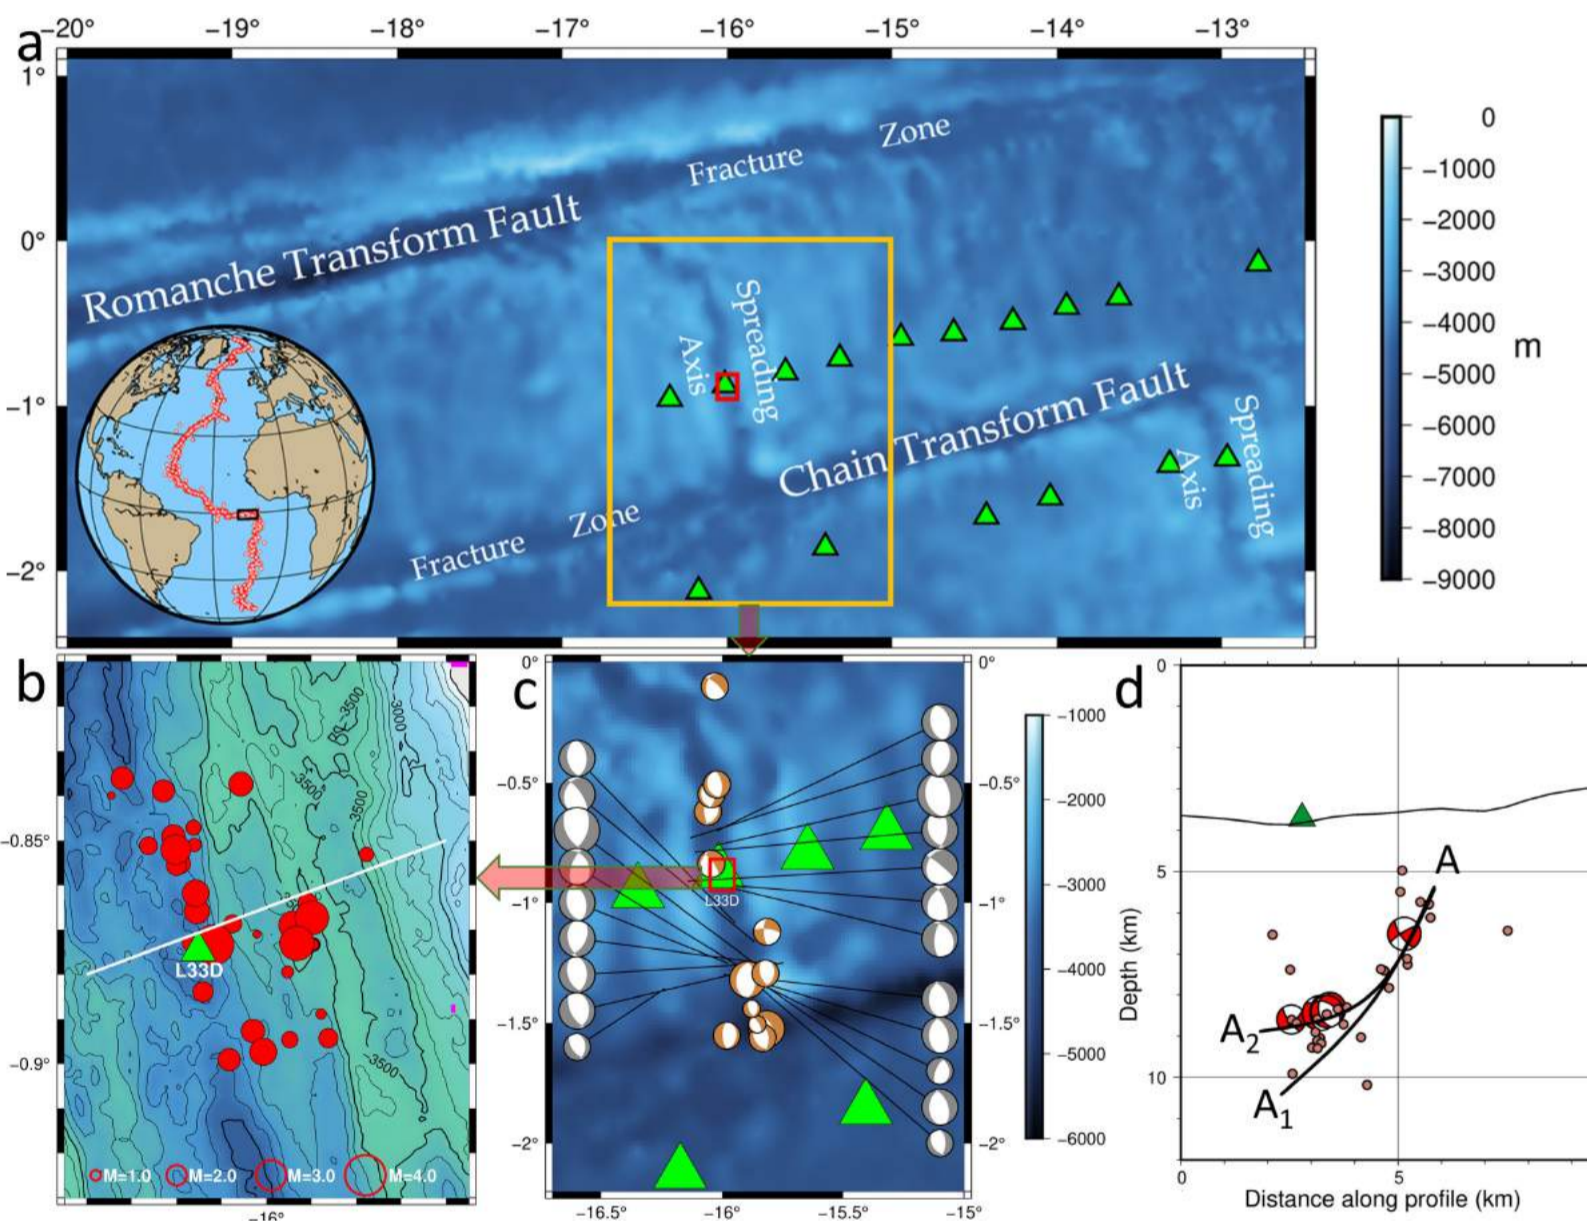 a
-20° -19° -18° -17° -16° -15° -14° -13°
1°
0°
-1°
-2°
Romanche Transform Fault
Fracture Zone
Spreading
Axis
Chain Transform Fault
Fracture Zone
Spreading
Axis
0
-1000
-2000
-3000
-4000
-5000
-6000
-7000
-8000
-9000
m
b
-0.85°
-0.9°
-16°
-3500
-3000
-3500
3500
-3500
L33D
M=1.0 M=2.0 M=3.0 M=4.0
c
0°
-0.5°
-1°
-1.5°
-2°
0°
-0.5°
-1°
-1.5°
-2°
-16.5° -16° -15.5° -15°
L33D
-1000
-2000
-3000
-4000
-5000
-6000
d
0
5
10
Depth (km)
A
A2
A1
0 5
Distance along profile (km)